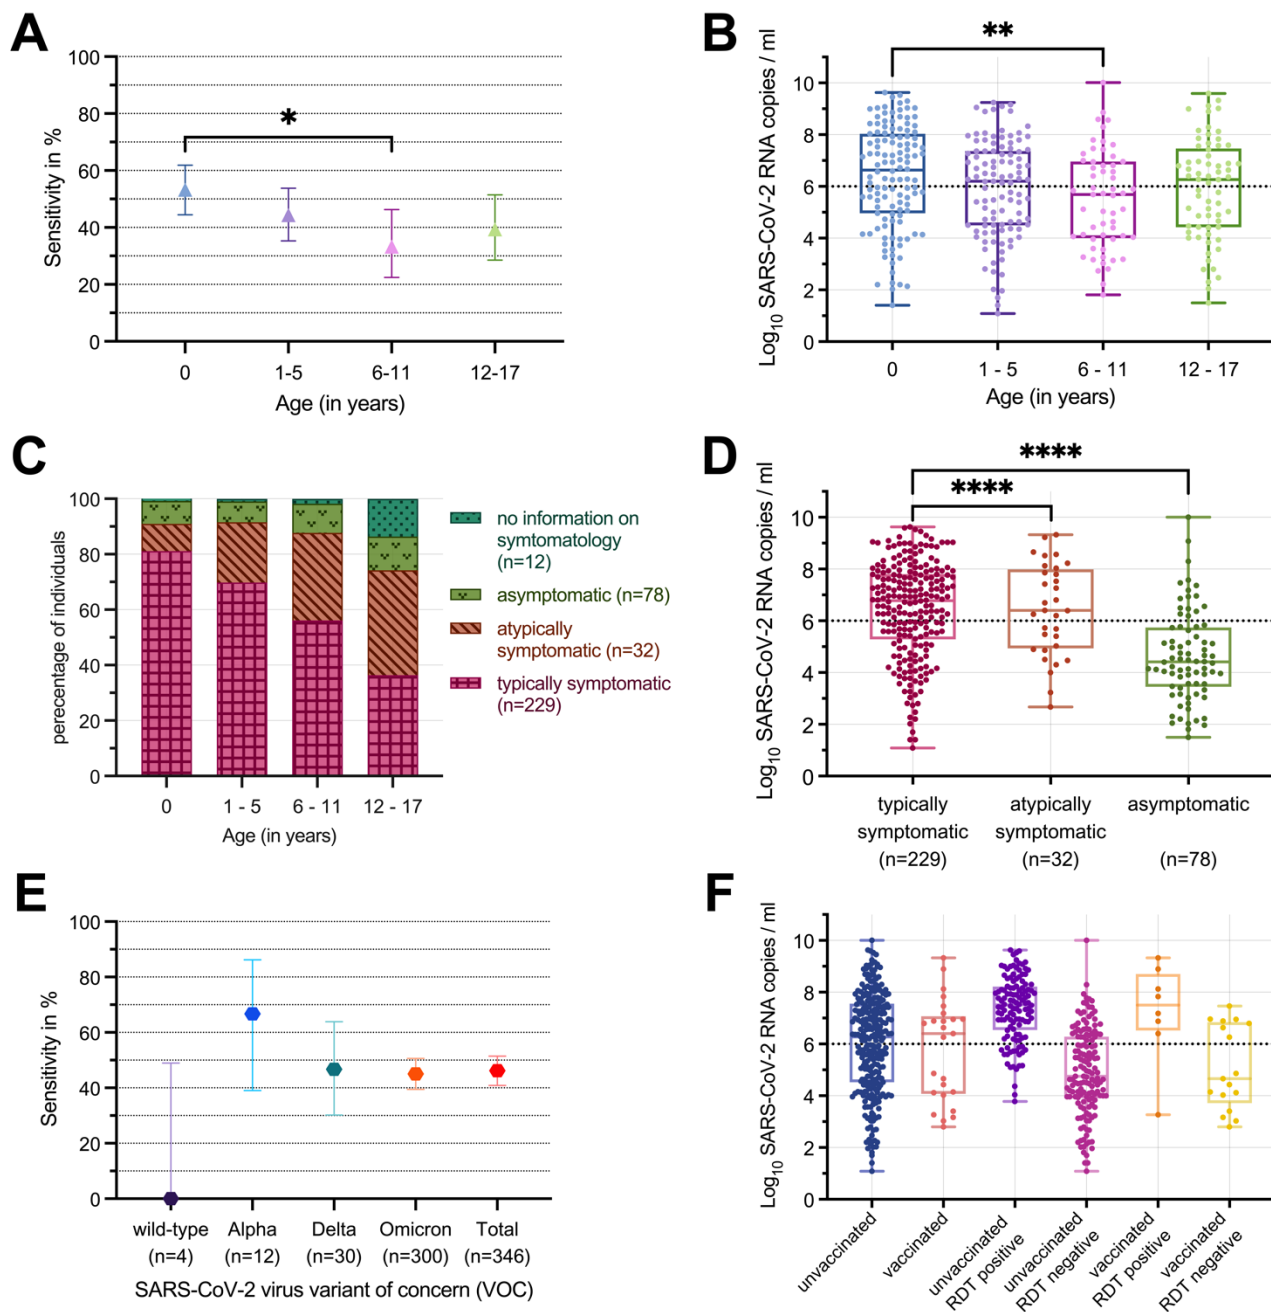 A
100
80
60
40
20
0
Sensitivity in %
*
0 1-5 6-11 12-17
Age (in years)
B
10
8
6
4
2
0
Log10 SARS-CoV-2 RNA copies / ml
**
0 1 - 5 6 - 11 12 - 17
Age (in years)
C
100
80
60
40
20
0
perecentage of individuals
0 1 - 5 6 - 11 12 - 17
Age (in years)
no information on
symtomatology
(n=12)
asymptomatic (n=78)
atypically
symptomatic (n=32)
typically symptomatic
(n=229)
D
10
8
6
4
2
0
Log10 SARS-CoV-2 RNA copies / ml
****
****
typically atypically asymptomatic
symptomatic symptomatic
(n=229) (n=32) (n=78)
E
100
80
60
40
20
0
Sensitivity in %
wild-type Alpha Delta Omicron Total
(n=4) (n=12) (n=30) (n=300) (n=346)
SARS-CoV-2 virus variant of concern (VOC)
F
10
8
6
4
2
0
Log10 SARS-CoV-2 RNA copies / ml
unvaccinated
vaccinated
unvaccinated
RDT positive
unvaccinated
RDT negative
vaccinated
RDT positive
vaccinated
RDT negative